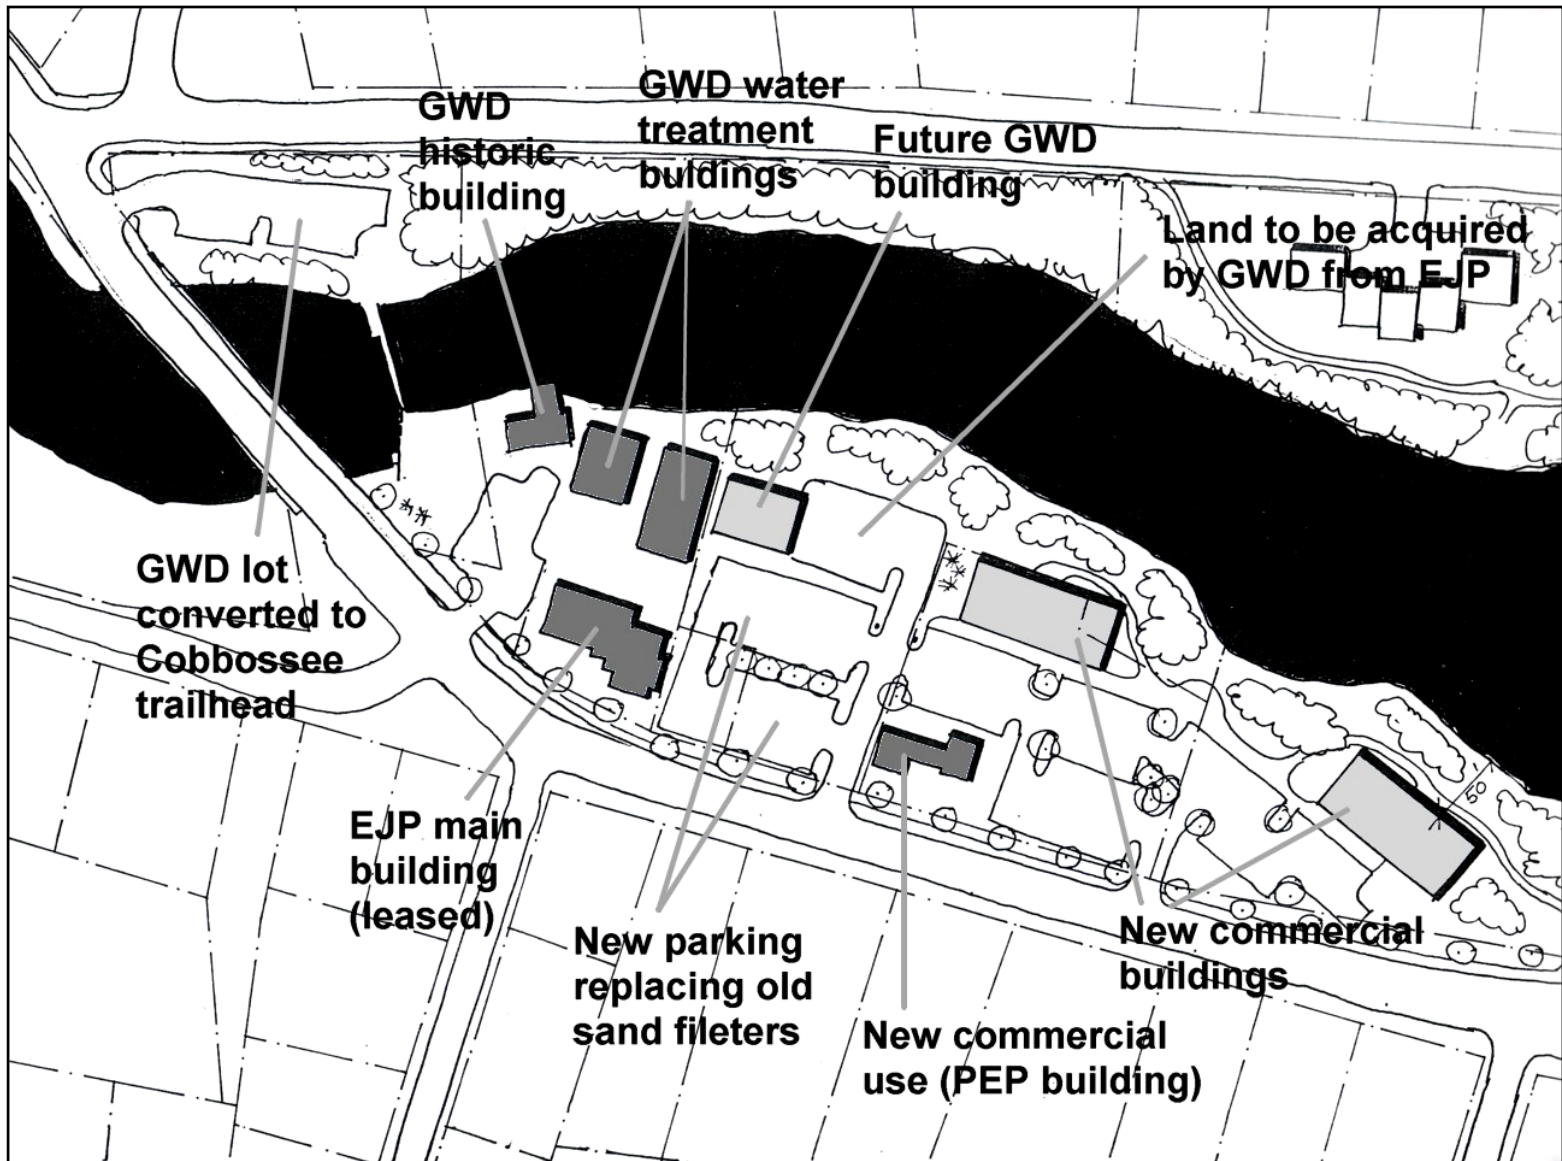 GWD
historic
building
GWD water
treatment
buldings
Future GWD
building
Land to be acquired
by GWD from EJP
GWD lot
converted to
Cobbossee
trailhead
EJP main
building
(leased)
New parking
replacing old
sand fileters
New commercial
use (PEP building)
New commercial
buildings
50